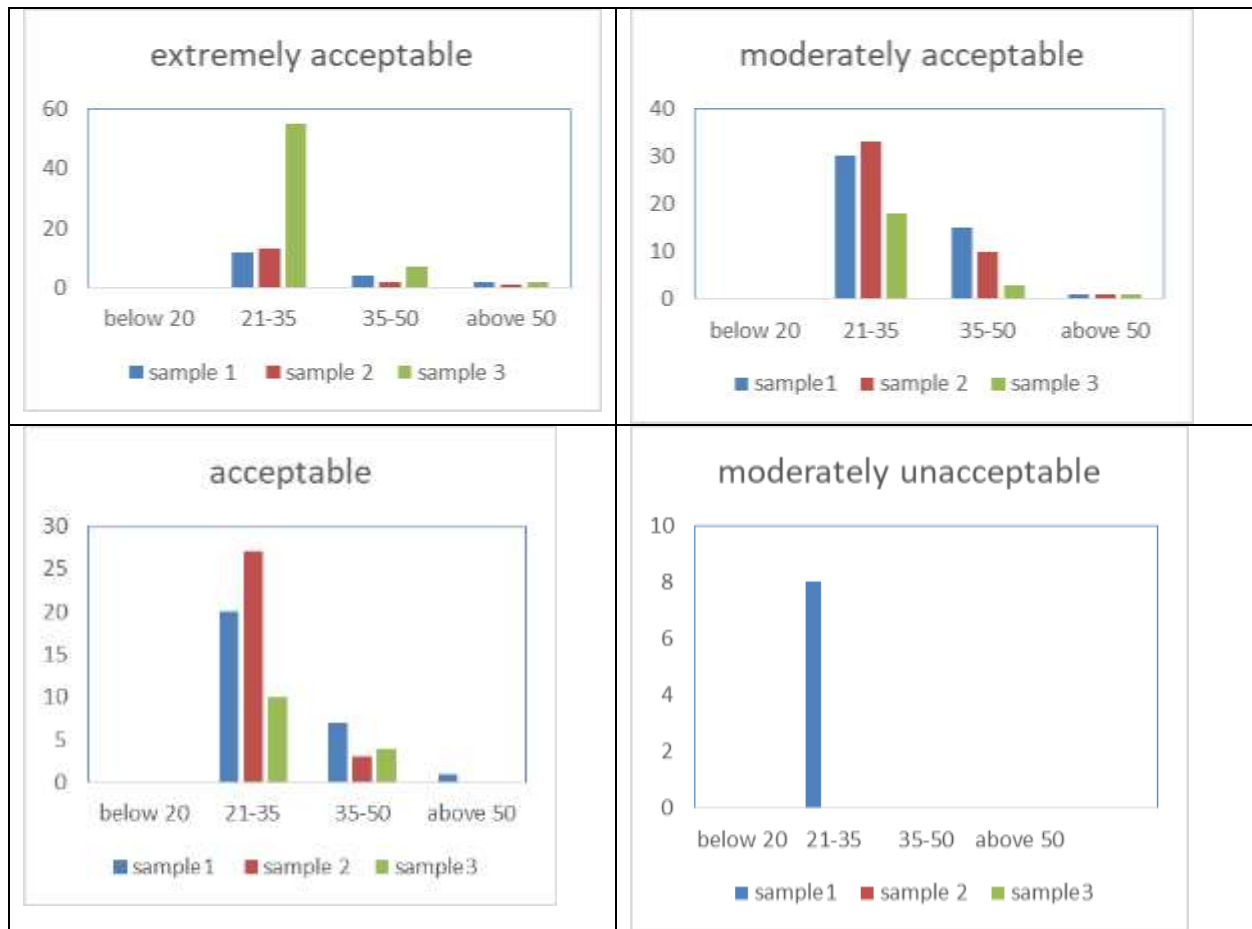 extremely acceptable
60
40
20
0
below 20 21-35 35-50 above 50
sample 1 sample 2 sample 3
moderately acceptable
40
30
20
10
0
below 20 21-35 35-50 above 50
sample1 sample 2 sample 3
acceptable
30
25
20
15
10
5
0
below 20 21-35 35-50 above 50
sample1 sample 2 sample3
moderately unacceptable
10
8
6
4
2
0
below 20 21-35 35-50 above 50
sample1 sample 2 sample3